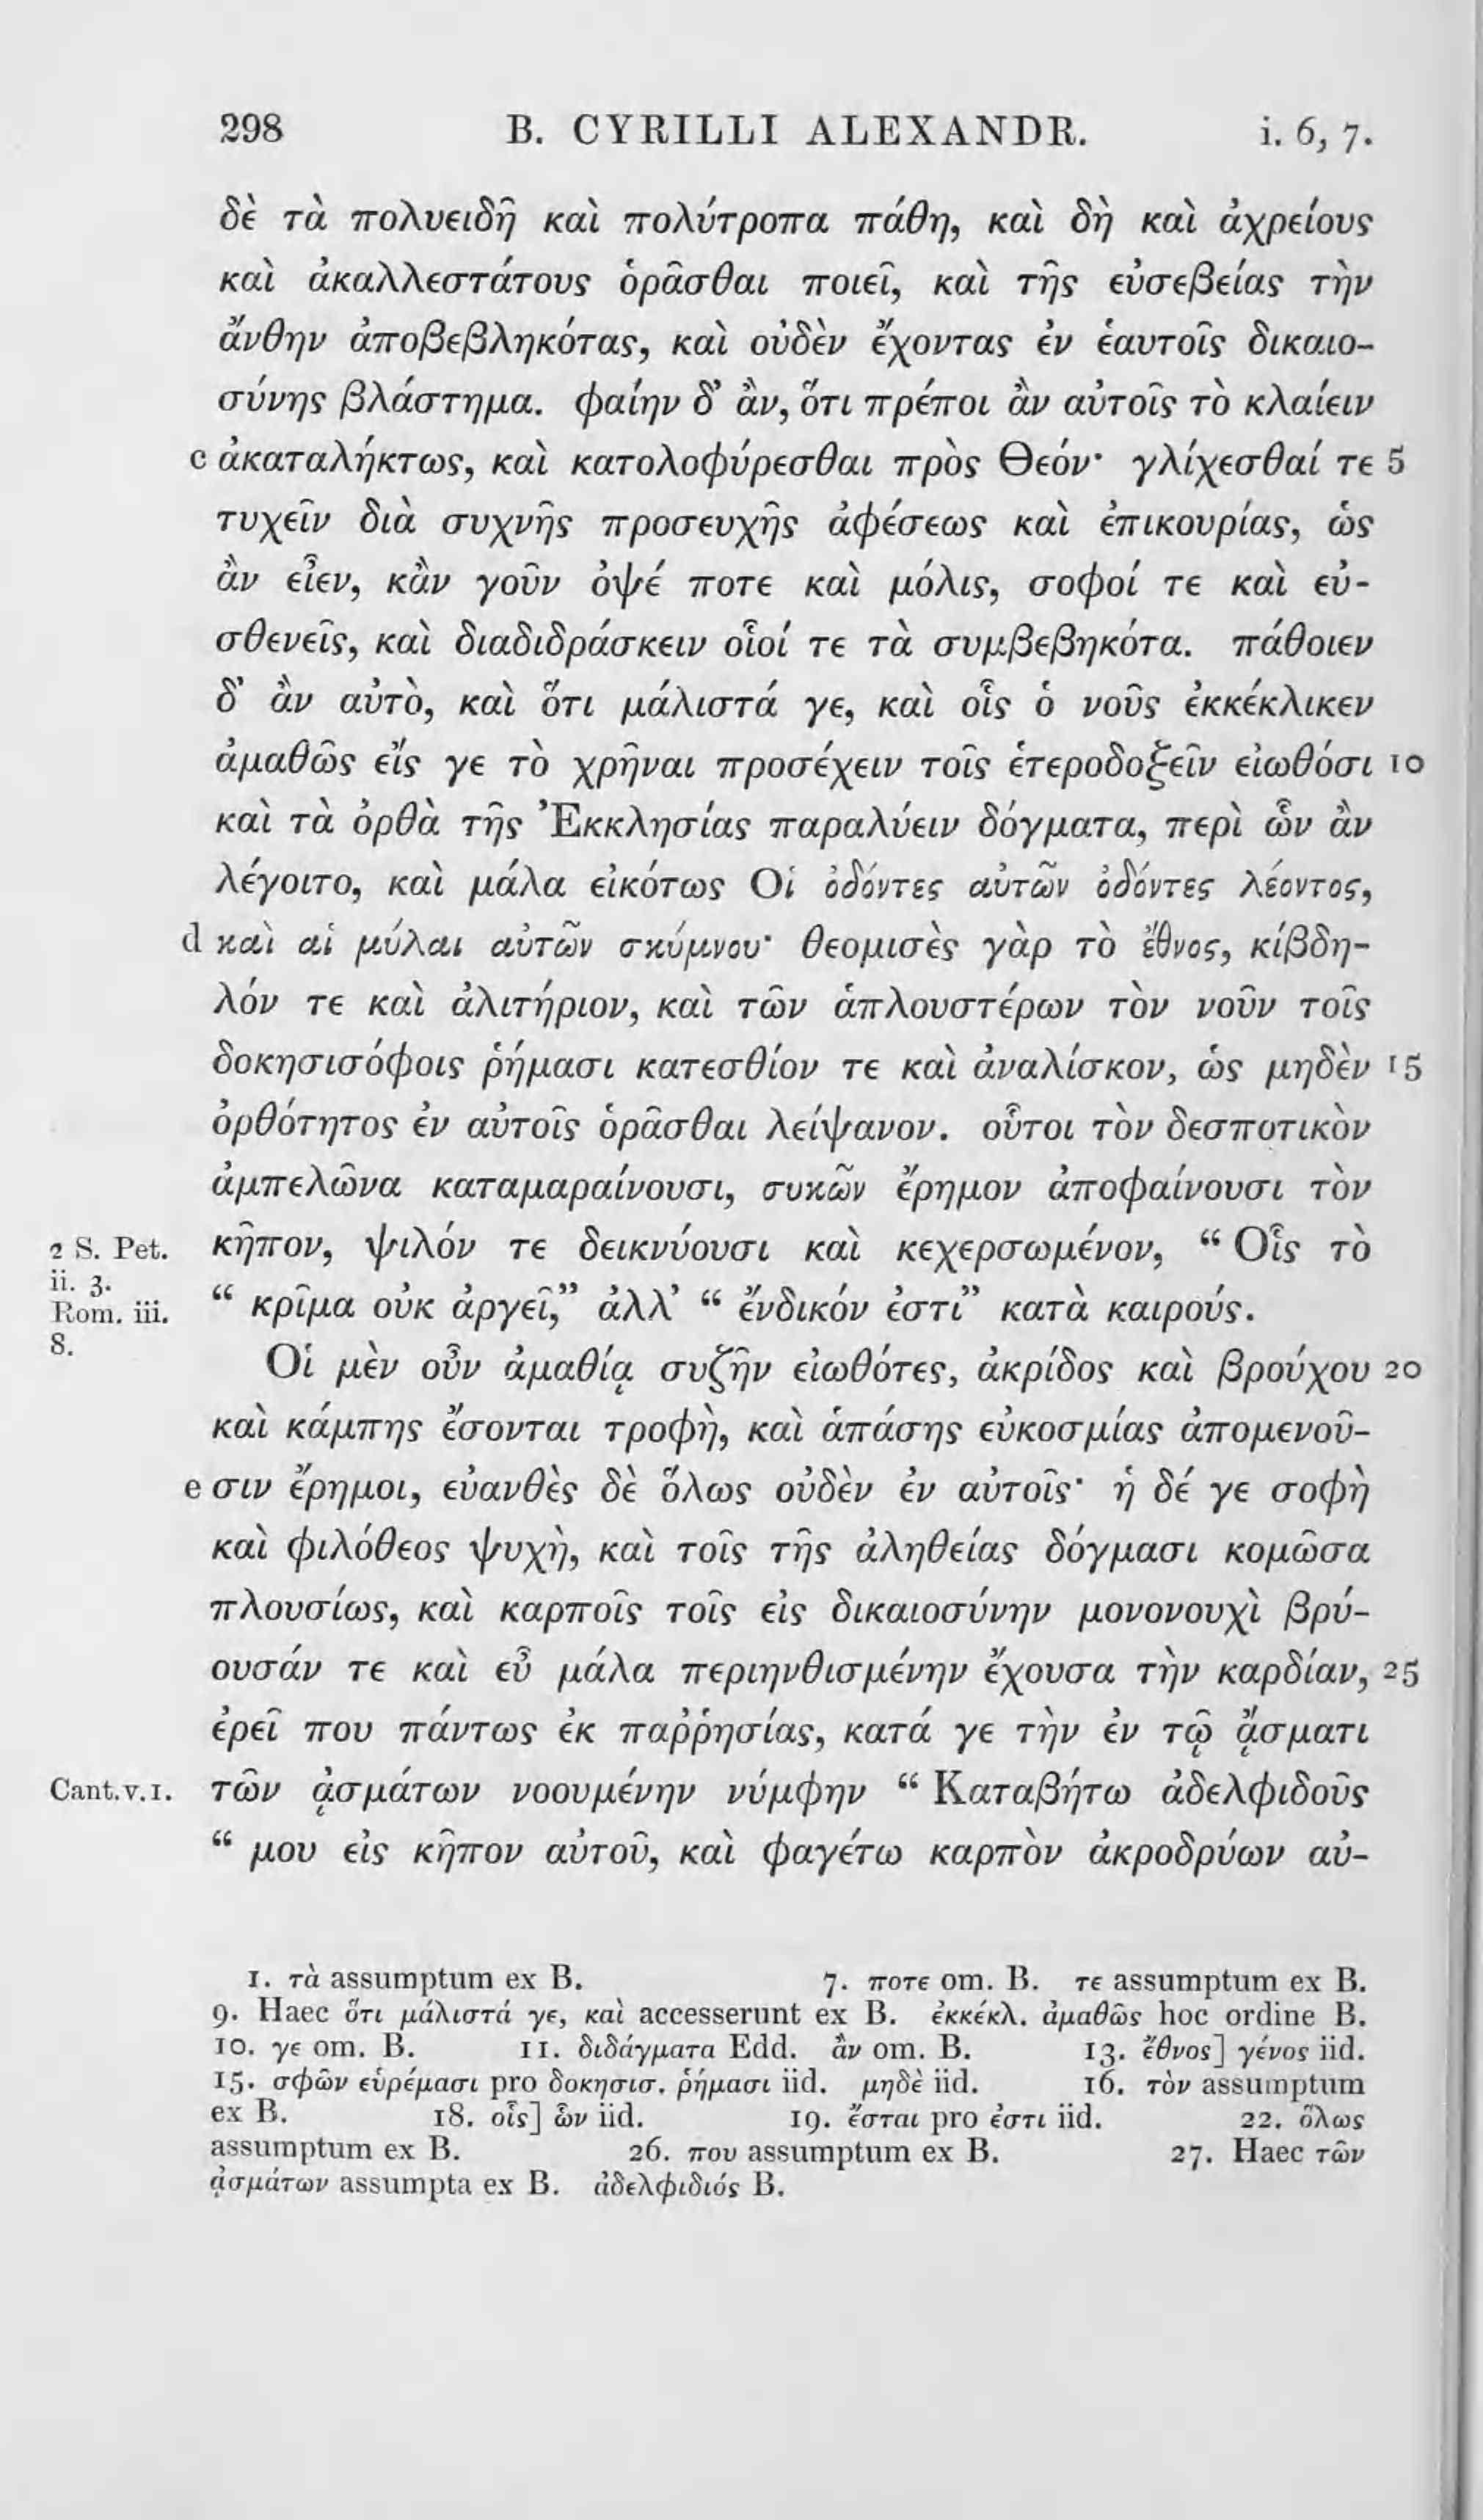 298 B. CYRILLI ALEXANDR. i. 6, 7.
δὲ τὰ πολυειδῆ καὶ πολύτροπα πάθη, καὶ δὴ καὶ ἀχρείους
καὶ ἀκαλλεστάτους ὁρᾶσθαι ποιεῖ, καὶ τῆς εὐσεβείας τὴν
ἄνθην ἀποβεβληκότας, καὶ οὐδὲν ἔχοντας ἐν ἑαυτοῖς δικαιο-
σύνης βλάστημα. φαίην δ’ ἂν, ὅτι πρέποι ἂν αὐτοῖς τὸ κλαίειν
c ἀκαταλήκτως, καὶ κατολοφύρεσθαι πρὸς Θεόν· γλίχεσθαί τε 5
τυχεῖν διὰ συχνῆς προσευχῆς ἀφέσεως καὶ ἐπικουρίας, ὡς
ἂν εἶεν, κἂν γοῦν ὀψέ ποτε καὶ μόλις, σοφοί τε καὶ εὐ-
σθενεῖς, καὶ διαδιδράσκειν οἷοί τε τὰ συμβεβηκότα. πάθοιεν
δ’ ἂν αὐτὸ, καὶ ὅτι μάλιστά γε, καὶ οἷς ὁ νοῦς ἐκκέκλικεν
ἀμαθῶς εἴς γε τὸ χρῆναι προσέχειν τοῖς ἑτεροδοξεῖν εἰωθόσι 10
καὶ τὰ ὀρθὰ τῆς Ἐκκλησίας παραλύειν δόγματα, περὶ ὧν ἂν
λέγοιτο, καὶ μάλα εἰκότως Οἱ ὀδόντες αὐτῶν ὀδόντες λέοντος,
d καὶ αἱ μύλαι αὐτῶν σκύμνου· θεομισὲς γὰρ τὸ ἔθνος, κίβδη-
λόν τε καὶ ἀλιτήριον, καὶ τῶν ἁπλουστέρων τὸν νοῦν τοῖς
δοκησισόφοις ῥήμασι κατεσθίον τε καὶ ἀναλίσκον, ὡς μηδὲν 15
ὀρθότητος ἐν αὐτοῖς ὁρᾶσθαι λείψανον. οὗτοι τὸν δεσποτικὸν
ἀμπελῶνα καταμαραίνουσι, συκῶν ἔρημον ἀποφαίνουσι τὸν
2 S. Pet. κῆπον, ψιλόν τε δεικνύουσι καὶ κεχερσωμένον, “ Οἷς τὸ
ii. 3.
Rom. iii. “ κρῖμα οὐκ ἀργεῖ,” ἀλλ’ “ ἔνδικόν ἐστι” κατὰ καιρούς.
8.
Οἱ μὲν οὖν ἀμαθίᾳ συζῆν εἰωθότες, ἀκρίδος καὶ βρούχου 20
καὶ κάμπης ἔσονται τροφὴ, καὶ ἁπάσης εὐκοσμίας ἀπομενοῦ-
e σιν ἔρημοι, εὐανθὲς δὲ ὅλως οὐδὲν ἐν αὐτοῖς· ἡ δέ γε σοφὴ
καὶ φιλόθεος ψυχὴ, καὶ τοῖς τῆς ἀληθείας δόγμασι κομῶσα
πλουσίως, καὶ καρποῖς τοῖς εἰς δικαιοσύνην μονονουχὶ βρύ-
ουσάν τε καὶ εὖ μάλα περιηνθισμένην ἔχουσα τὴν καρδίαν, 25
ἐρεῖ που πάντως ἐκ παῤῥησίας, κατά γε τὴν ἐν τῷ ᾄσματι
Cant. v. 1. τῶν ᾀσμάτων νοουμένην νύμφην “ Καταβήτω ἀδελφιδοῦς
“ μου εἰς κῆπον αὐτοῦ, καὶ φαγέτω καρπὸν ἀκροδρύων αὐ-
1. τὰ assumptum ex B. 7. ποτε om. B. τε assumptum ex B.
9. Haec ὅτι μάλιστά γε, καὶ accesserunt ex B. ἐκκέκλ. ἀμαθῶς hoc ordine B.
10. γε om. B. 11. διδάγματα Edd. ἂν om. B. 13. ἔθνος] γένος iid.
15. σφῶν εὑρέμασι pro δοκησισ. ῥήμασι iid. μηδὲ iid. 16. τὸν assumptum
ex B. 18. οἷς] ὧν iid. 19. ἔσται pro ἐστι iid. 22. ὅλως
assumptum ex B. 26. που assumptum ex B. 27. Haec τῶν
ᾀσμάτων assumpta ex B. ἀδελφιδιός B.